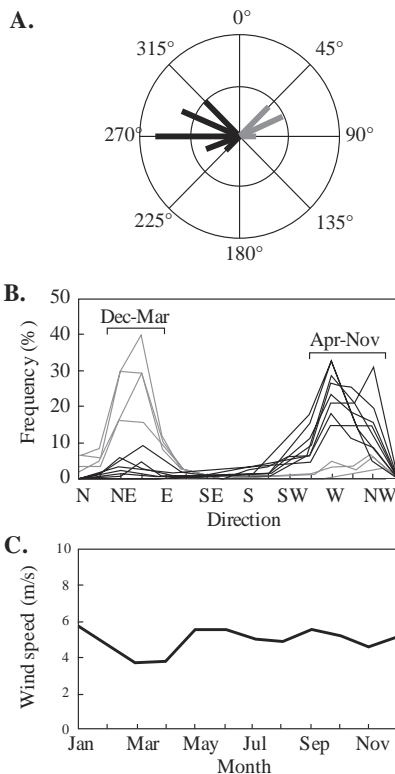 A.
0°
315° 45°
270° 90°
225° 135°
180°
B.
50
Dec-Mar
40
Apr-Nov
30
20
10
0
Frequency (%)
N NE E SE S SW W NW
Direction
C.
10
8
6
4
2
0
Wind speed (m/s)
Jan Mar May Jul Sep Nov
Month